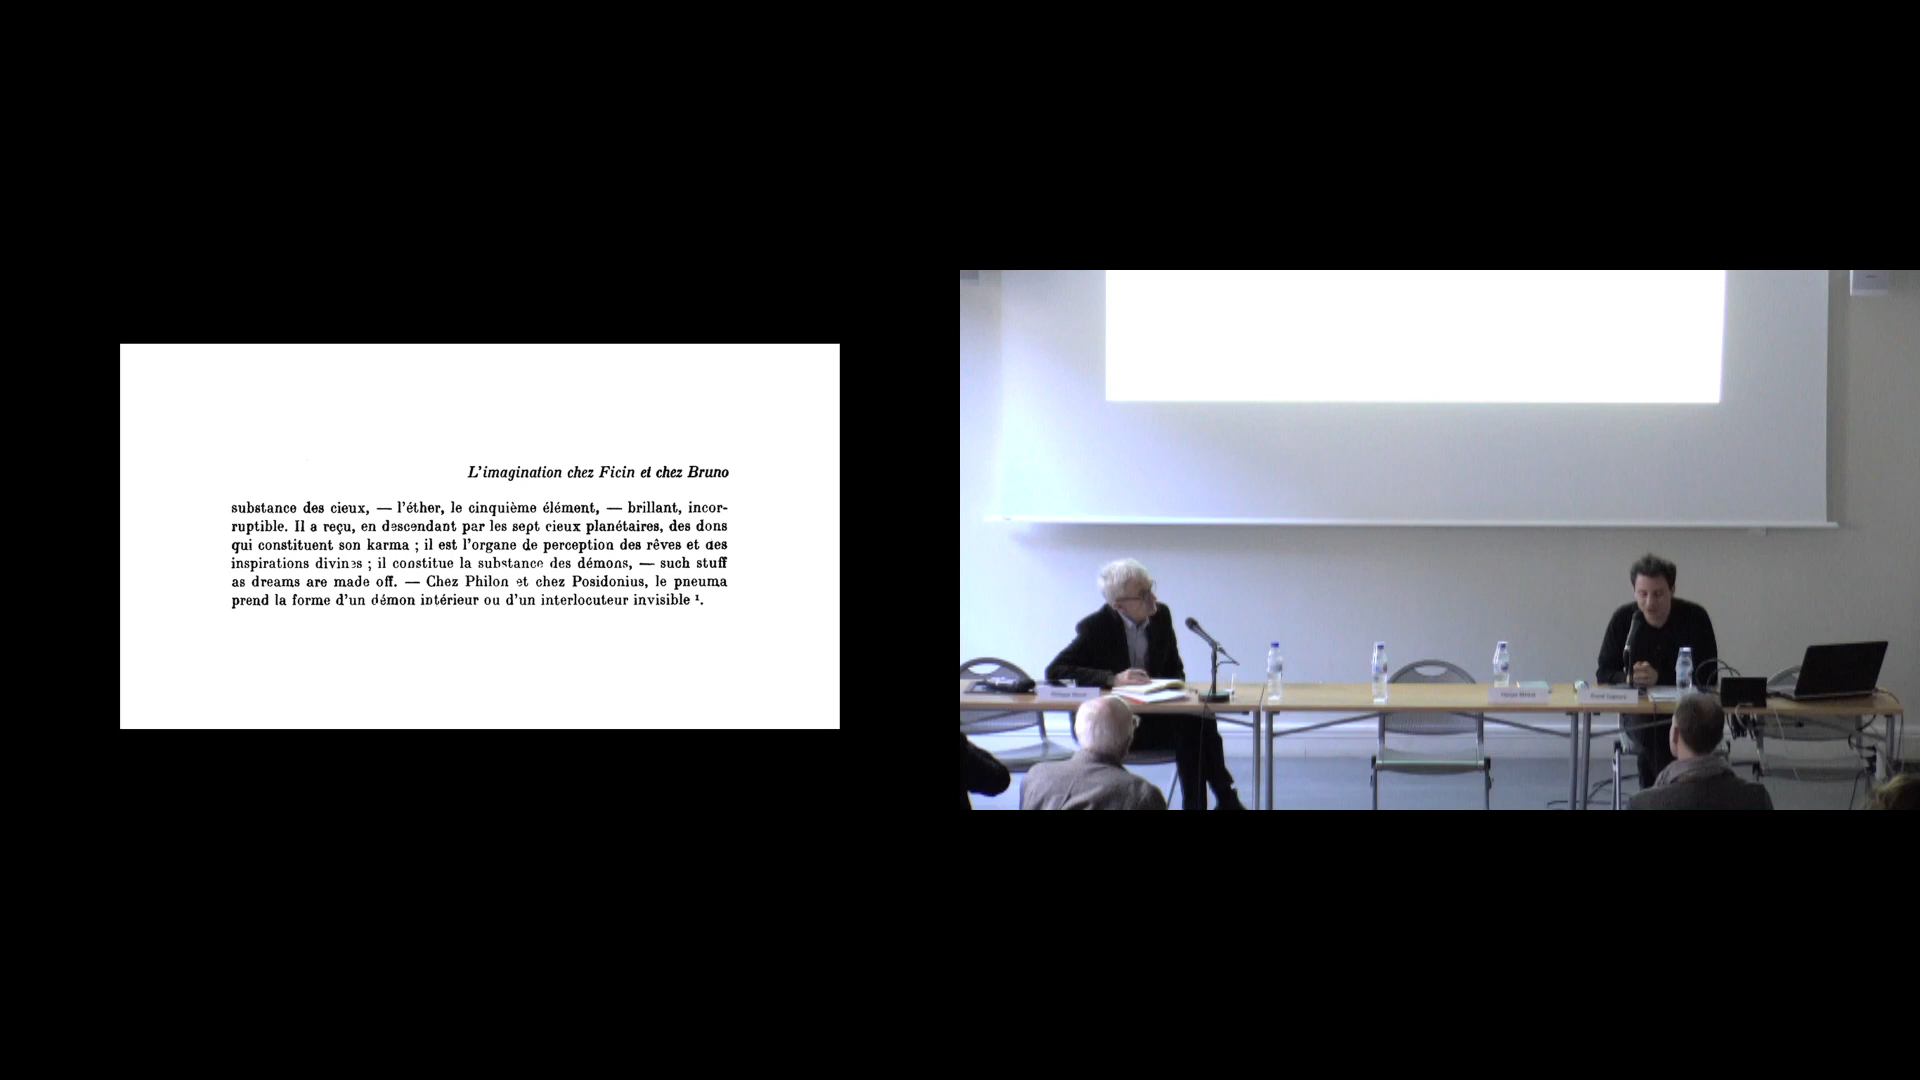 L'imagination chez Ficin et chez Bruno
substance des cieux, — l'éther, le cinquième élément, — brillant, incor-
ruptible. Il a reçu, en descendant par les sept cieux planétaires, des dons
qui constituent son karma ; il est l'organe de perception des rêves et des
inspirations divines ; il constitue la substance des démons, — such stuff
as dreams are made off. — Chez Philon et chez Posidonius, le pneuma
prend la forme d'un démon intérieur ou d'un interlocuteur invisible ¹.